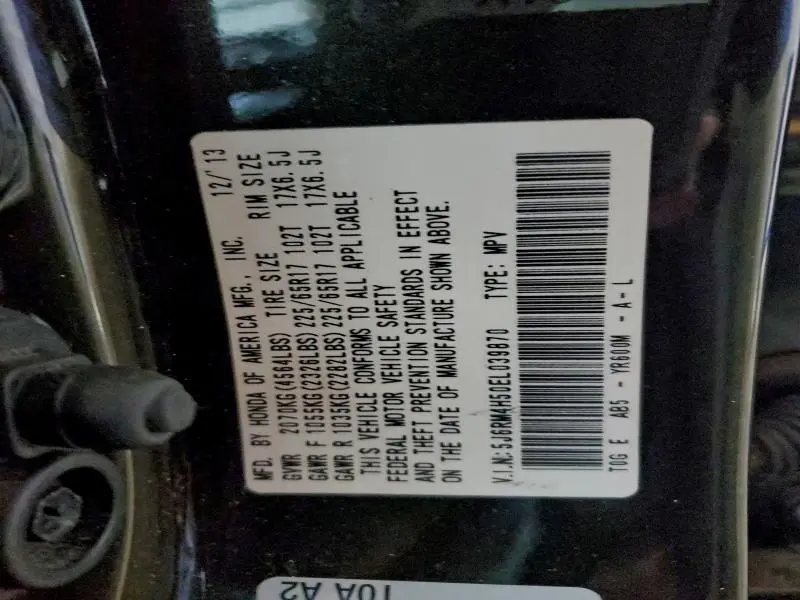 MFD. BY HONDA OF AMERICA MFG., INC. 12/'13
GVWR 2070KG(4564LBS) TIRE SIZE RIM SIZE
GAWR F 1055KG(2326LBS) 225/65R17 102T 17X6.5J
GAWR R 1035KG(2282LBS) 225/65R17 102T 17X6.5J
THIS VEHICLE CONFORMS TO ALL APPLICABLE
FEDERAL MOTOR VEHICLE SAFETY
AND THEFT PREVENTION STANDARDS IN EFFECT
ON THE DATE OF MANUFACTURE SHOWN ABOVE.
V.I.N:5J6RM4H50EL039870 TYPE: MPV
T0G E AB5 - YR600M - A - L
T0A A2